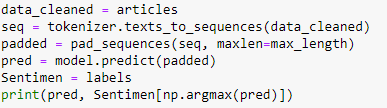 data_cleaned = articles
seq = tokenizer.texts_to_sequences(data_cleaned)
padded = pad_sequences(seq, maxlen=max_length)
pred = model.predict(padded)
Sentimen = labels
print(pred, Sentimen[np.argmax(pred)])